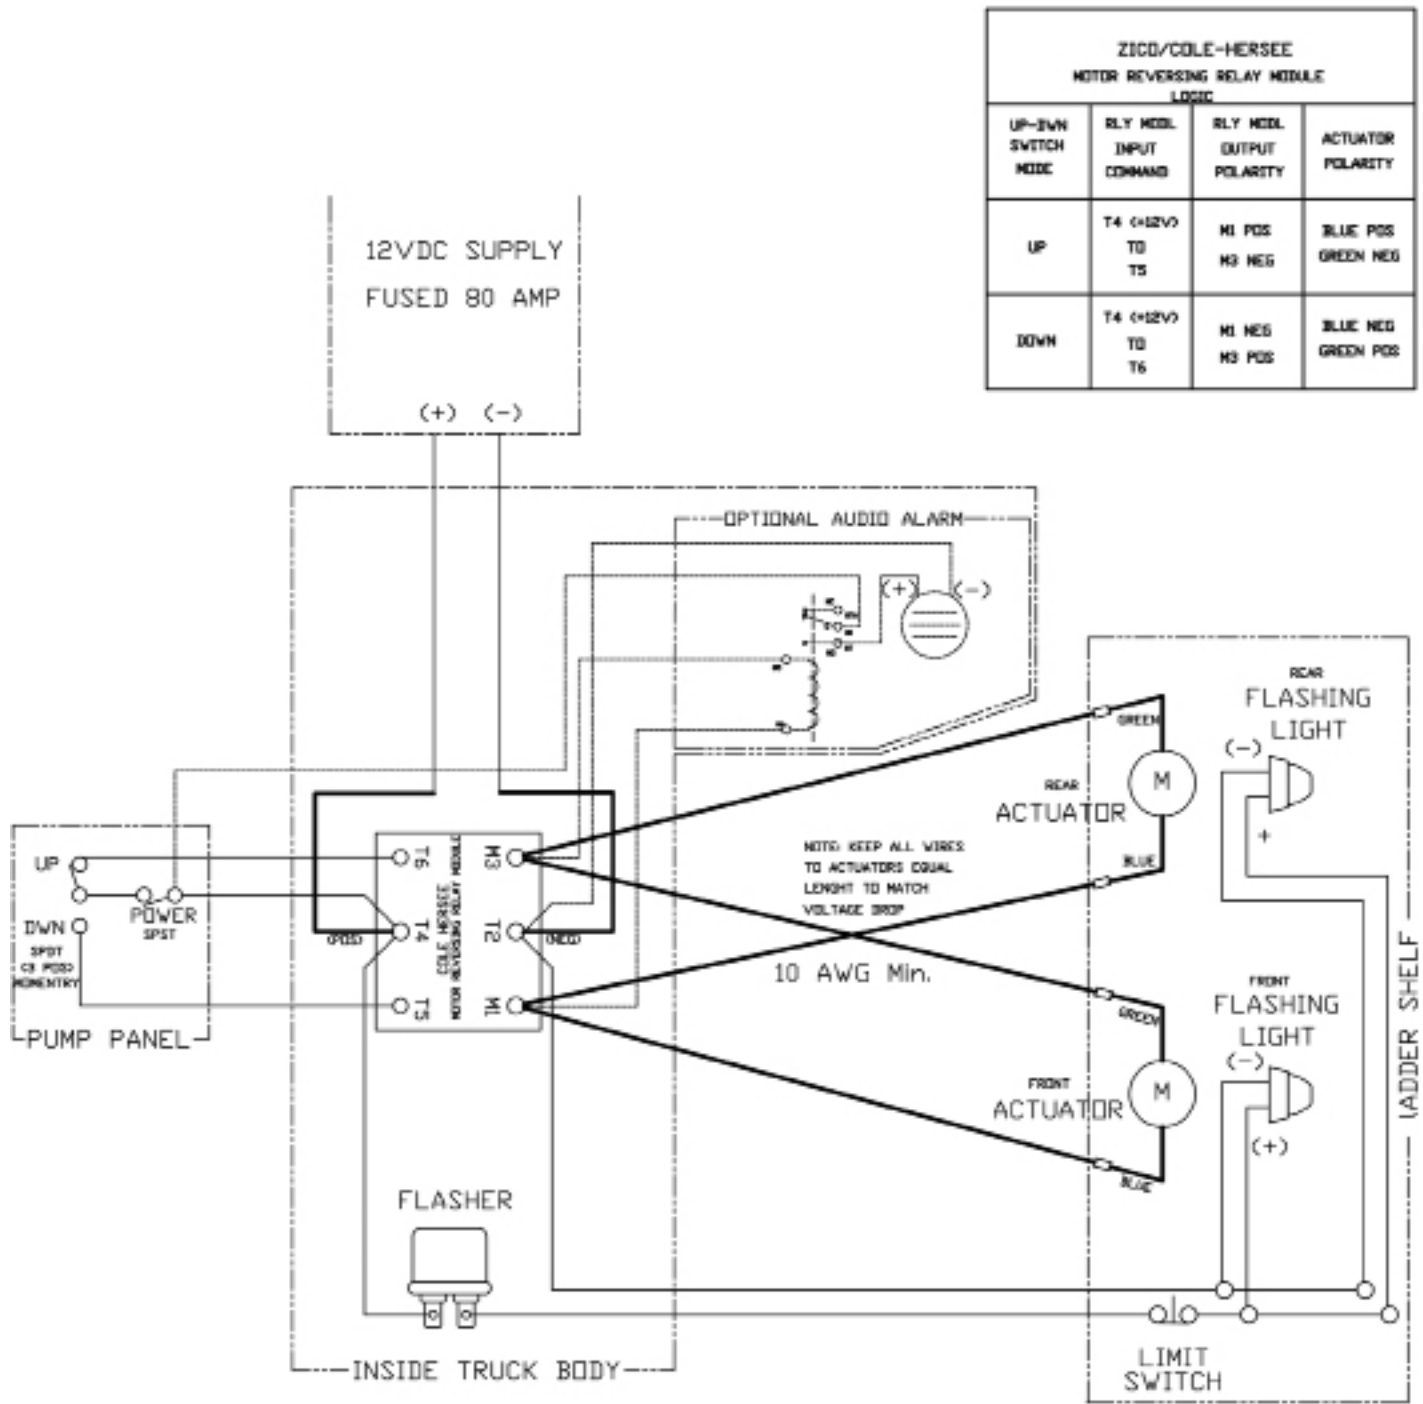 ZICO/COLE-HERSEE
MOTOR REVERSING RELAY MODULE
LOGIC
UP-DWN
SWITCH
MODE
RLY MODL
INPUT
COMMAND
RLY MODL
OUTPUT
POLARITY
ACTUATOR
POLARITY
UP
T4 (+12V)
TO
T5
M1 POS
M3 NEG
BLUE POS
GREEN NEG
DOWN
T4 (+12V)
TO
T6
M1 NEG
M3 POS
BLUE NEG
GREEN POS
12VDC SUPPLY
FUSED 80 AMP
(+) (-)
OPTIONAL AUDIO ALARM
(+) (-)
REAR
FLASHING
LIGHT
(-)
+
GREEN
M
REAR
ACTUATOR
BLUE
NOTE: KEEP ALL WIRES
TO ACTUATORS EQUAL
LENGHT TO MATCH
VOLTAGE DROP
10 AWG Min.
UP
POWER
SPST
DWN
SPDT
(3 POS)
MOMENTRY
PUMP PANEL
T6
M3
T4
T2
T5
M1
COLE HERSEE
MOTOR REVERSING RELAY MODULE
(POS)
(NEG)
GREEN
M
FRONT
ACTUATOR
BLUE
FRONT
FLASHING
LIGHT
(-)
(+)
LADDER SHELF
FLASHER
INSIDE TRUCK BODY
LIMIT
SWITCH